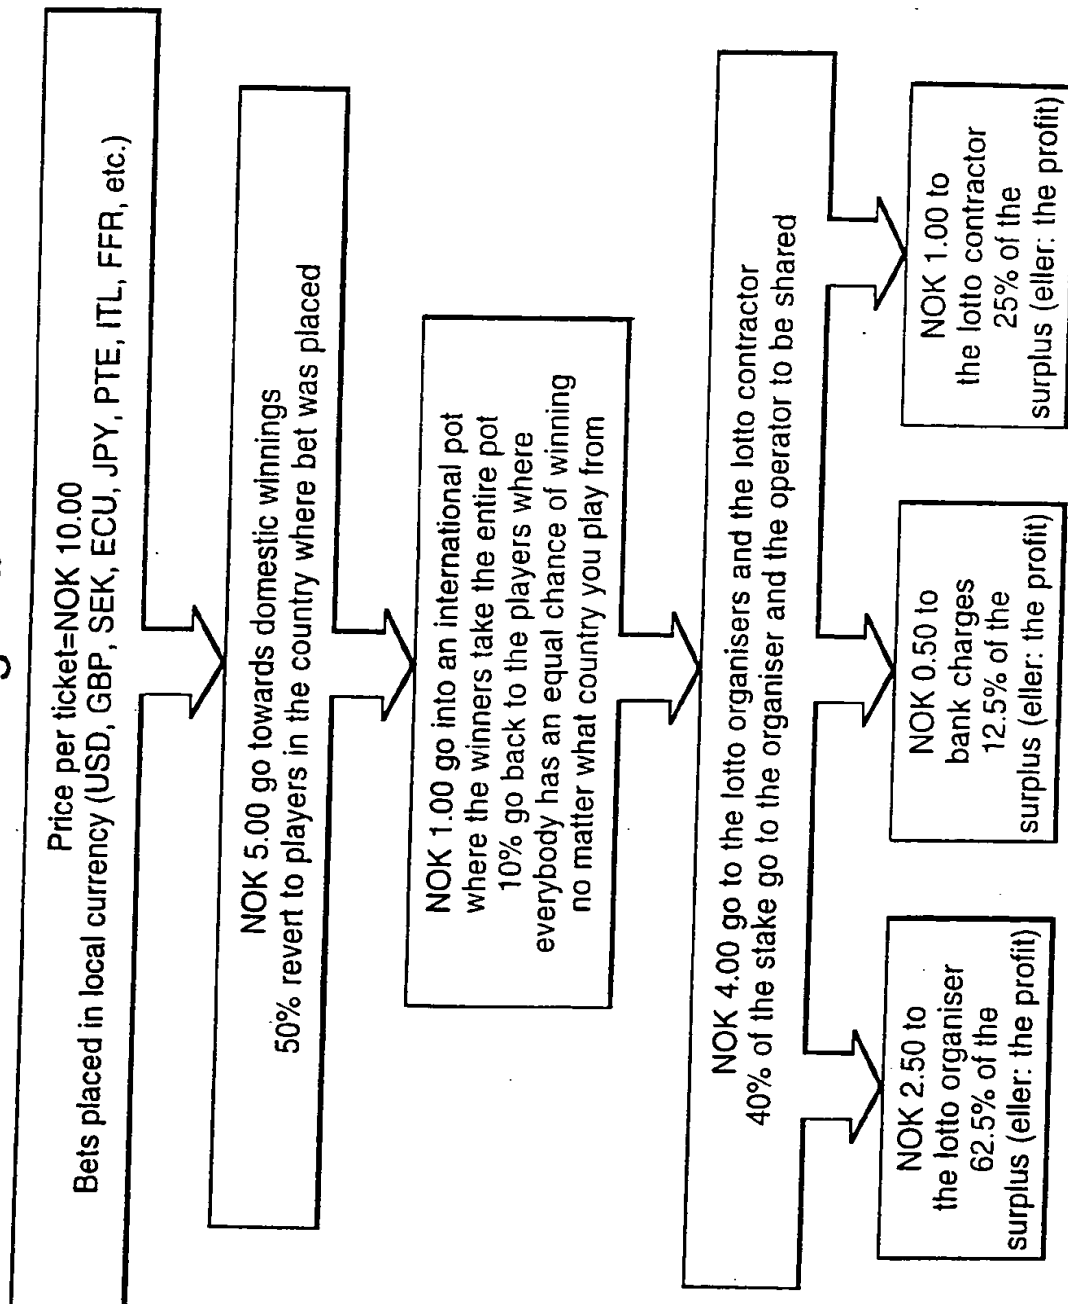 Price per ticket=NOK 10.00
Bets placed in local currency (USD, GBP, SEK, ECU, JPY, PTE, ITL, FFR, etc.)
NOK 5.00 go towards domestic winnings
50% revert to players in the country where bet was placed
NOK 1.00 go into an international pot
where the winners take the entire pot
10% go back to the players where
everybody has an equal chance of winning
no matter what country you play from
NOK 4.00 go to the lotto organisers and the lotto contractor
40% of the stake go to the organiser and the operator to be shared
NOK 2.50 to
the lotto organiser
62.5% of the
surplus (eller: the profit)
NOK 0.50 to
bank charges
12.5% of the
surplus (eller: the profit)
NOK 1.00 to
the lotto contractor
25% of the
surplus (eller: the profit)